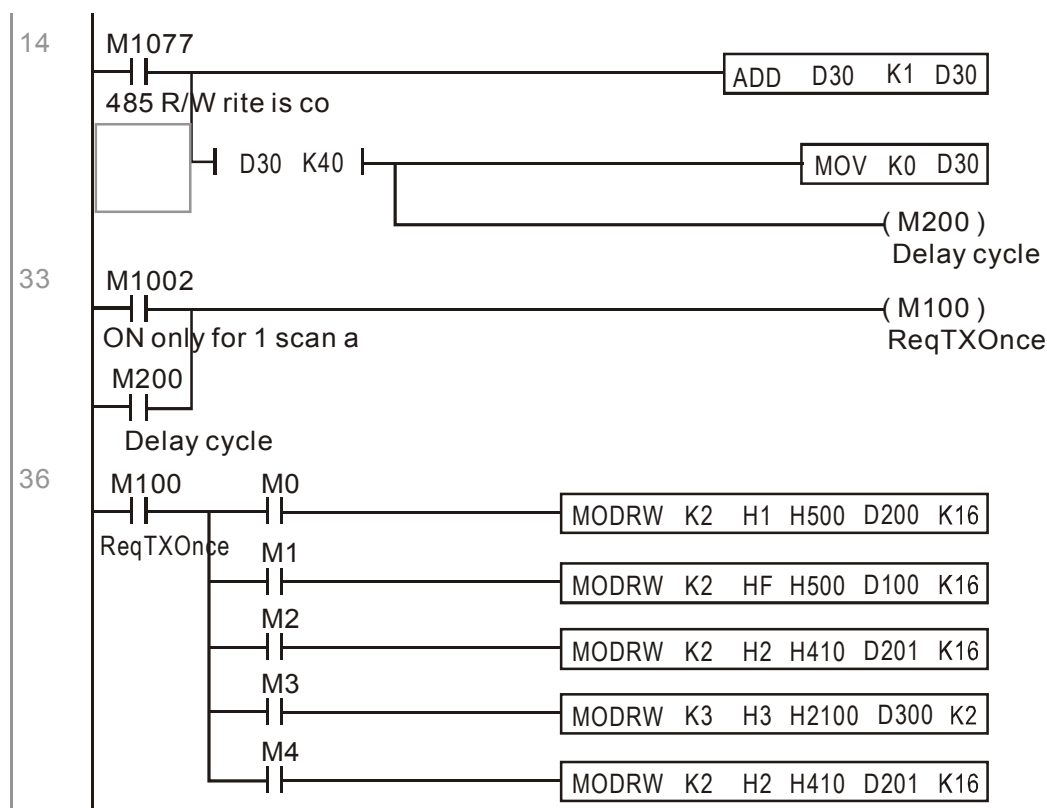 14
M1077
ADD D30 K1 D30
485 R/W rite is co
D30 K40
MOV K0 D30
( M200 )
Delay cycle
33
M1002
( M100 )
ON only for 1 scan a
ReqTXOnce
M200
Delay cycle
36
M100 M0
MODRW K2 H1 H500 D200 K16
ReqTXOnce
M1
MODRW K2 HF H500 D100 K16
M2
MODRW K2 H2 H410 D201 K16
M3
MODRW K3 H3 H2100 D300 K2
M4
MODRW K2 H2 H410 D201 K16